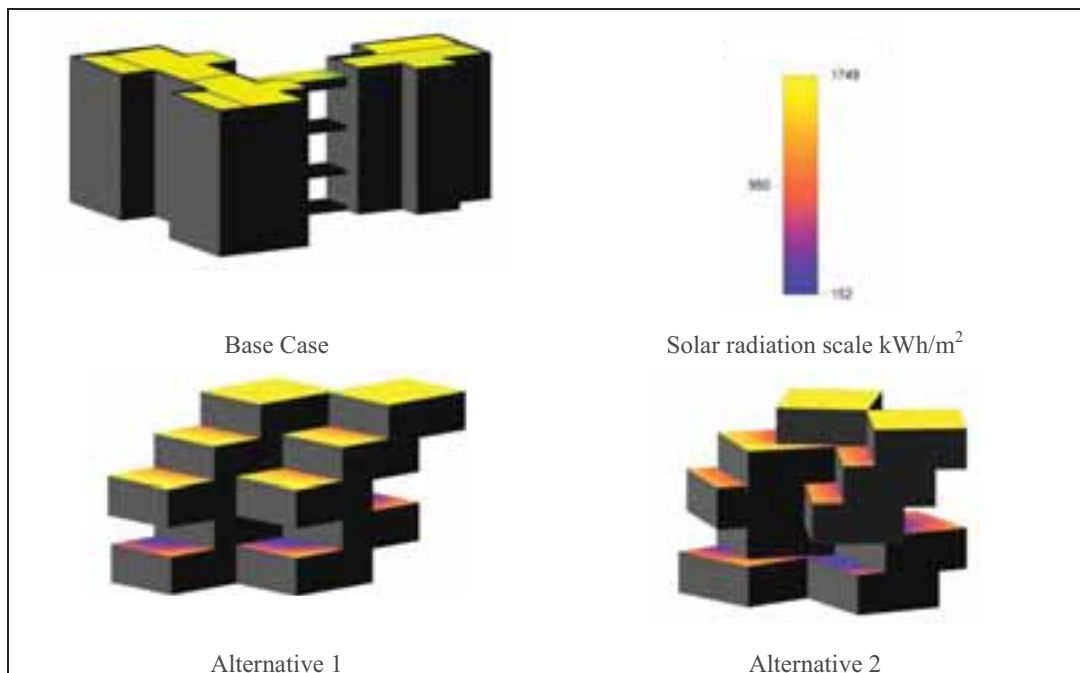 1749
950
152
Base Case
Solar radiation scale kWh/m²
Alternative 1
Alternative 2